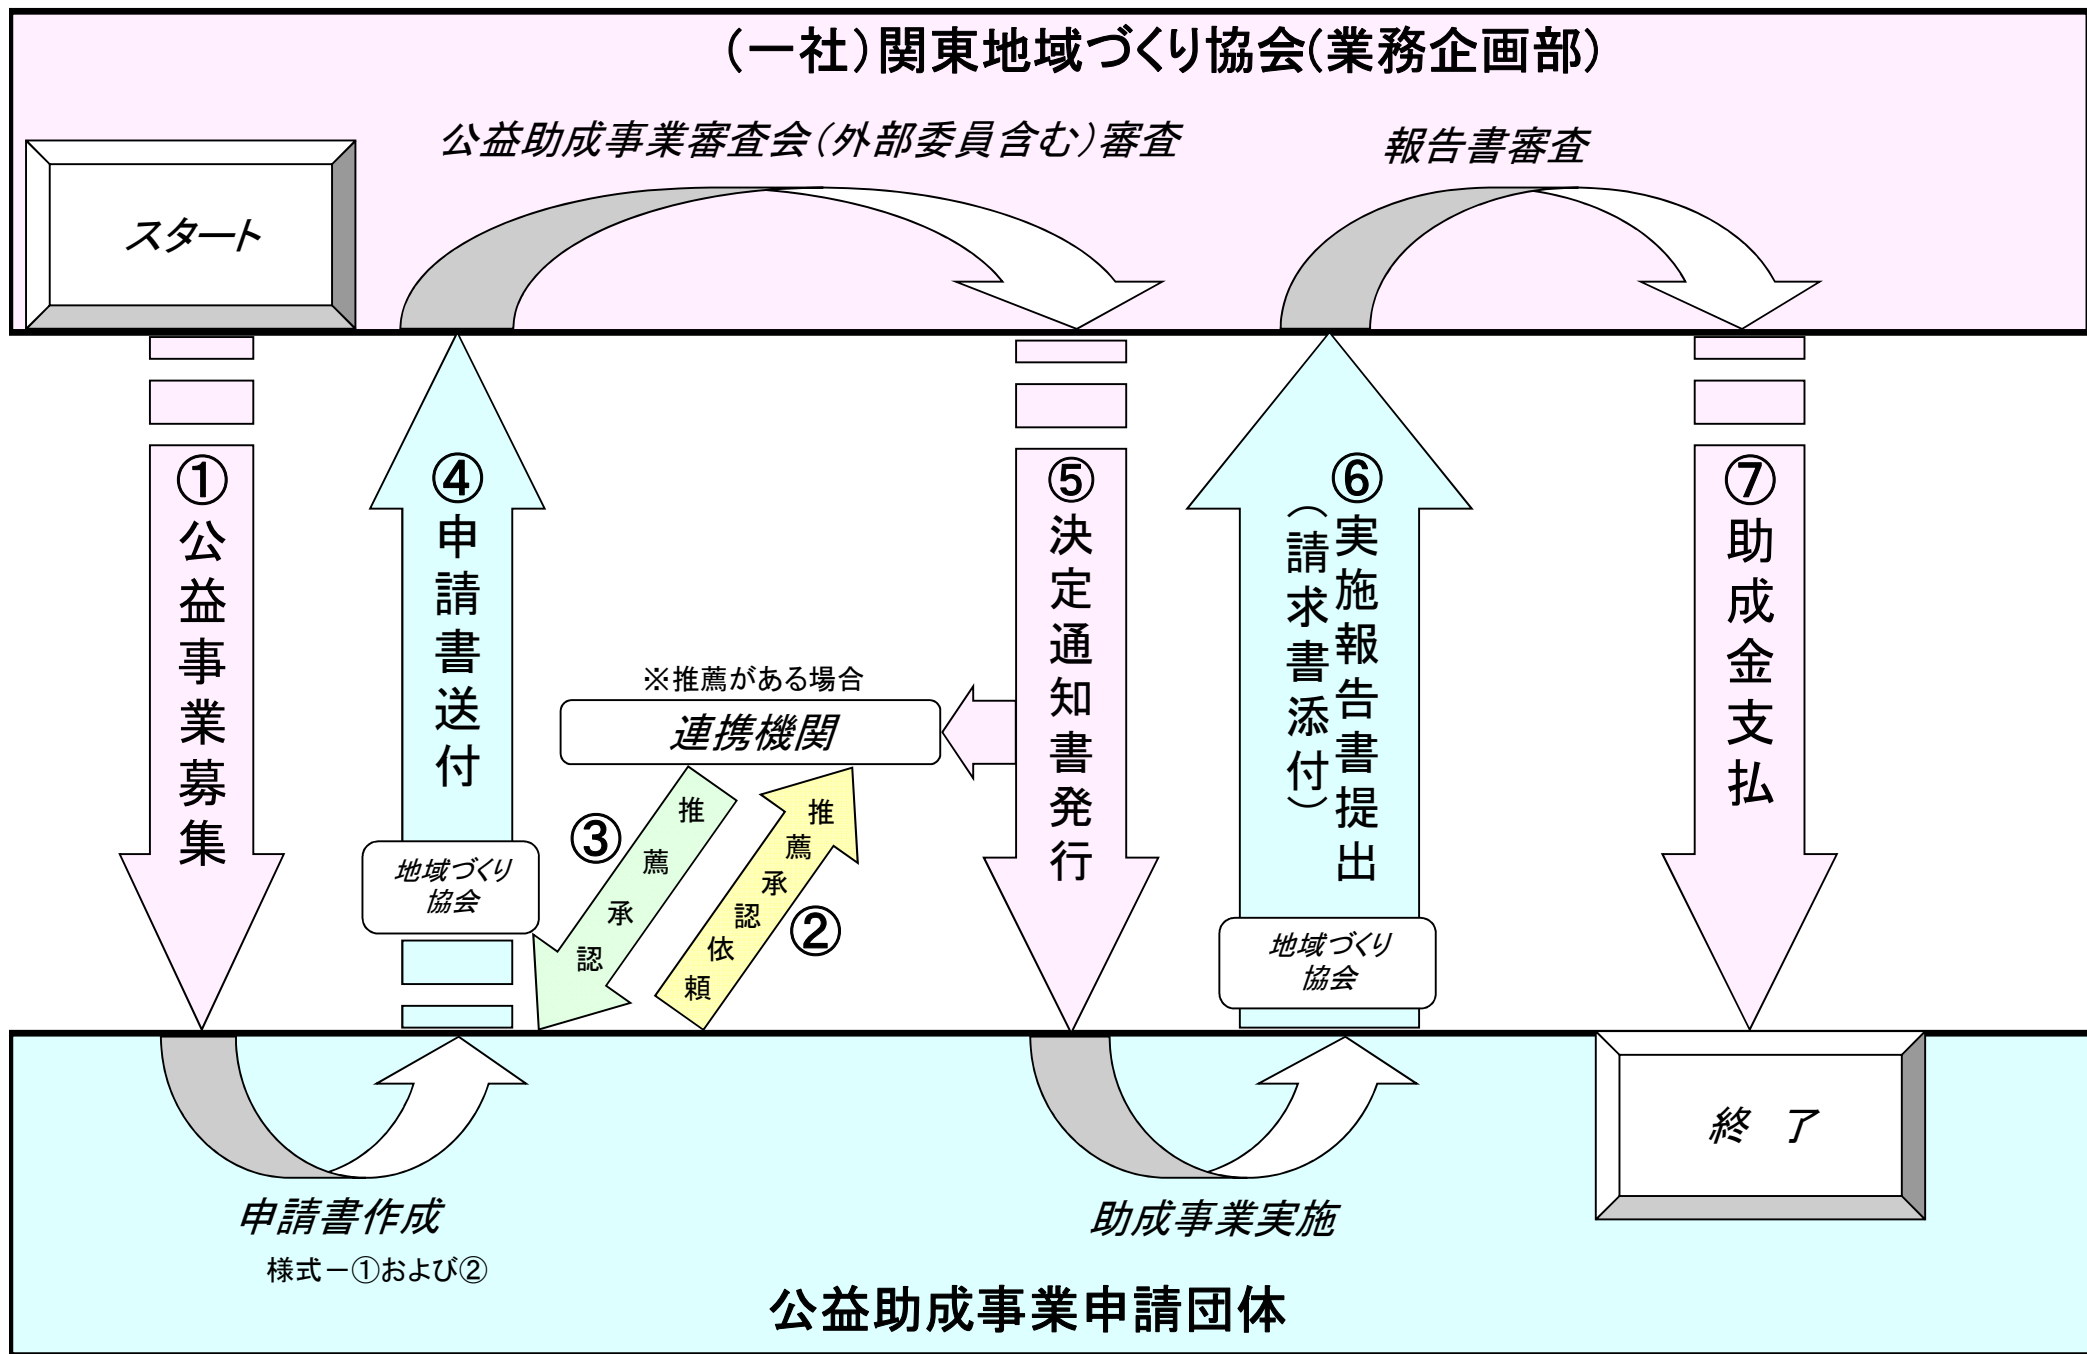 （一社）関東地域づくり協会(業務企画部)
公益助成事業審査会（外部委員含む）審査
報告書審査
スタート
①公益事業募集
④申請書送付
地域づくり
協会
※推薦がある場合
連携機関
③
推薦承認
推薦承認依頼
②
⑤決定通知書発行
⑥実施報告書提出
（請求書添付）
地域づくり
協会
⑦助成金支払
終　了
申請書作成
様式－①および②
助成事業実施
公益助成事業申請団体